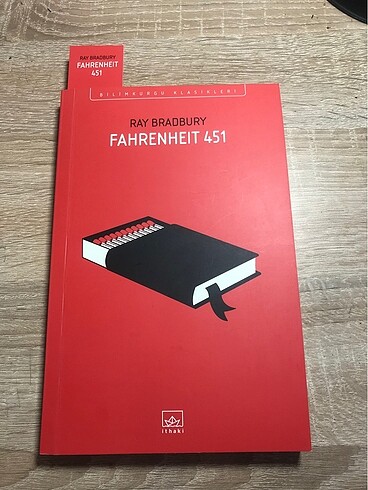 RAY BRADBURY
FAHRENHEIT
451
BİLİMKURGU KLASİKLERİ
RAY BRADBURY
FAHRENHEIT 451
ithaki